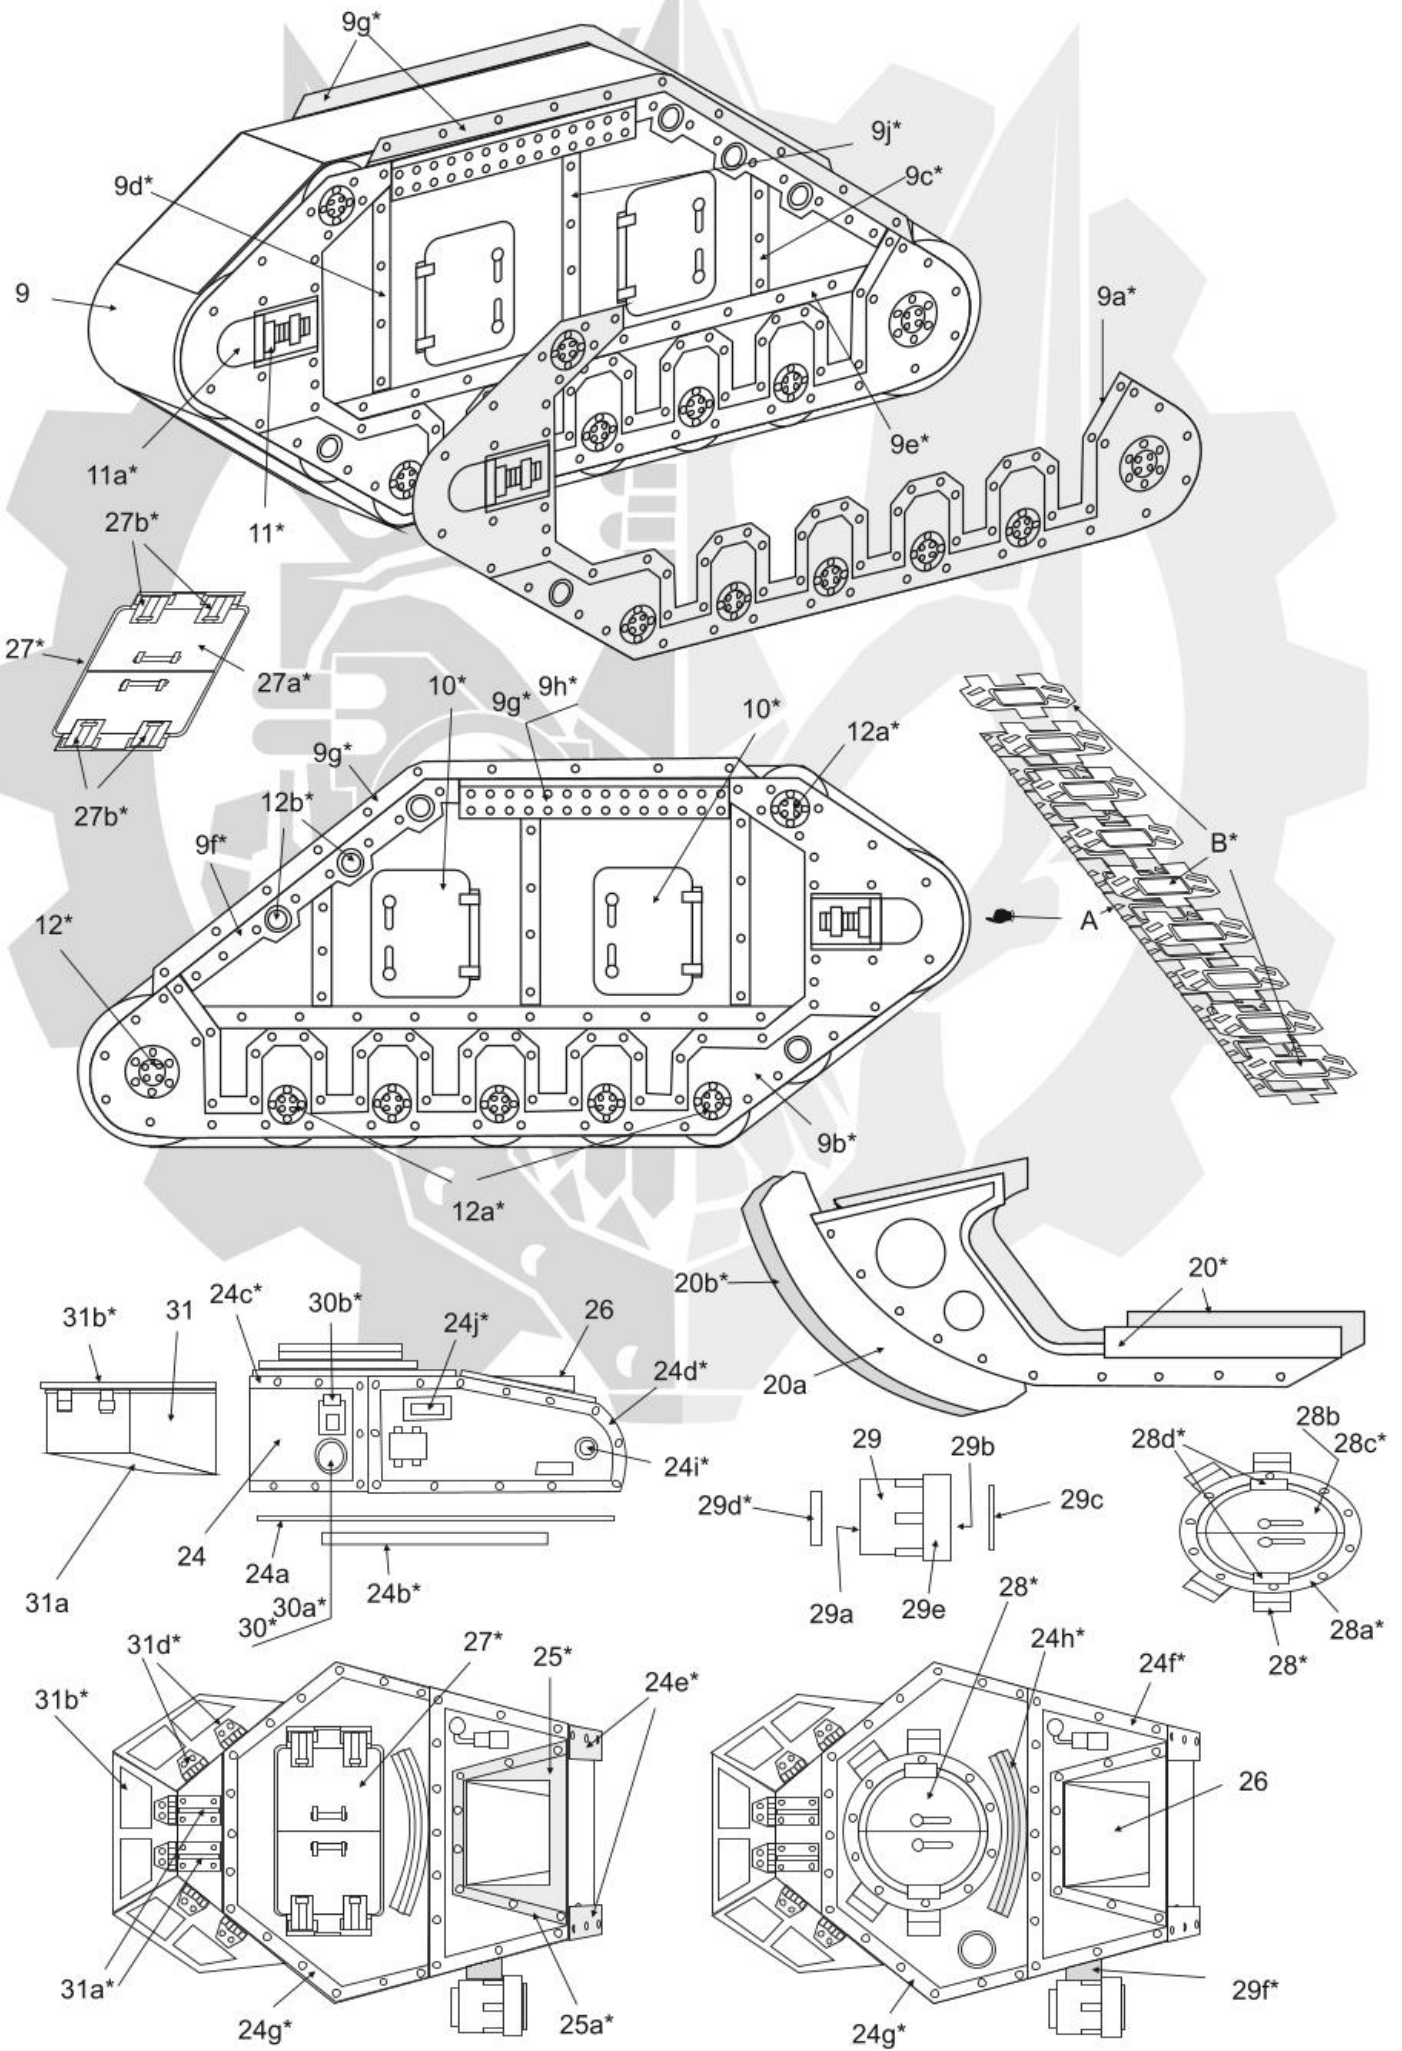 9g*
9j*
9d*
9c*
9
9a*
11a*
9e*
27b*
11*
27*
27a*
10*
9h*
9g*
10*
12a*
9g*
27b*
12b*
9f*
B*
12*
A
9b*
12a*
20b*
20*
20a
31b*
31
24c*
30b*
24j*
26
24d*
24i*
28b
28d*
28c*
29
29b
29d*
29c
24
24a
24b*
31a
30a*
30*
29a
29e
28*
28a*
28*
31d*
27*
25*
24h*
24f*
31b*
24e*
26
31a*
24g*
25a*
24g*
29f*